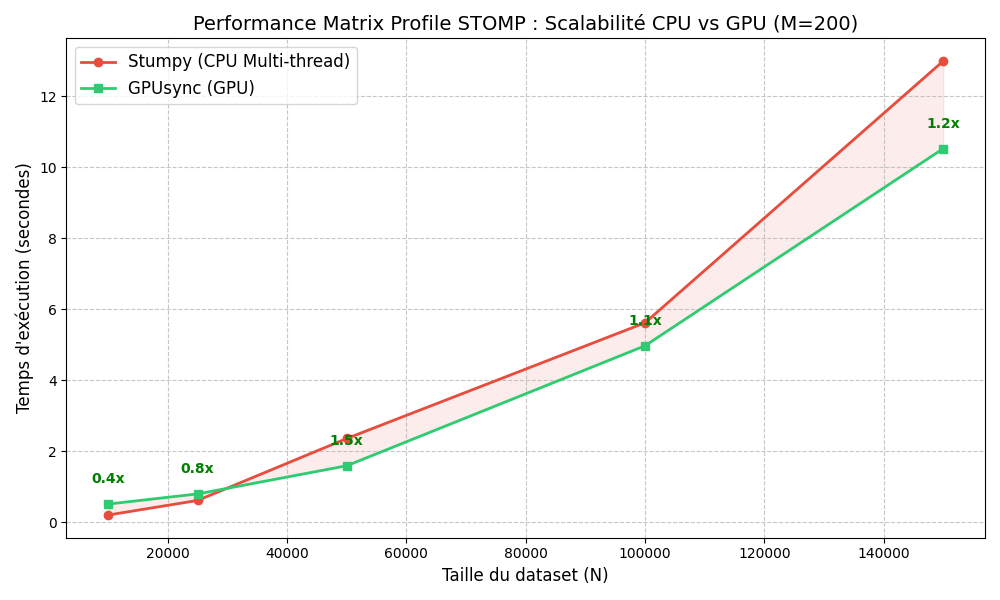 Performance Matrix Profile STOMP : Scalabilité CPU vs GPU (M=200)
Stumpy (CPU Multi-thread)
GPUsync (GPU)
Temps d'exécution (secondes)
12
10
8
6
4
2
0
0.4x
0.8x
1.5x
1.1x
1.2x
20000
40000
60000
80000
100000
120000
140000
Taille du dataset (N)